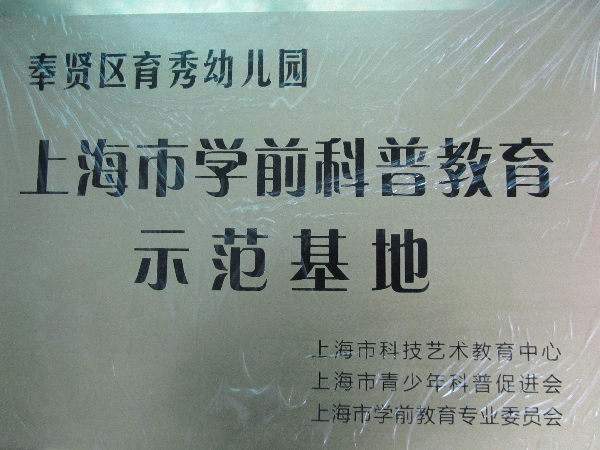 奉贤区育秀幼儿园
上海市学前科普教育
示范基地
上海市科技艺术教育中心
上海市青少年科普促进会
上海市学前教育专业委员会